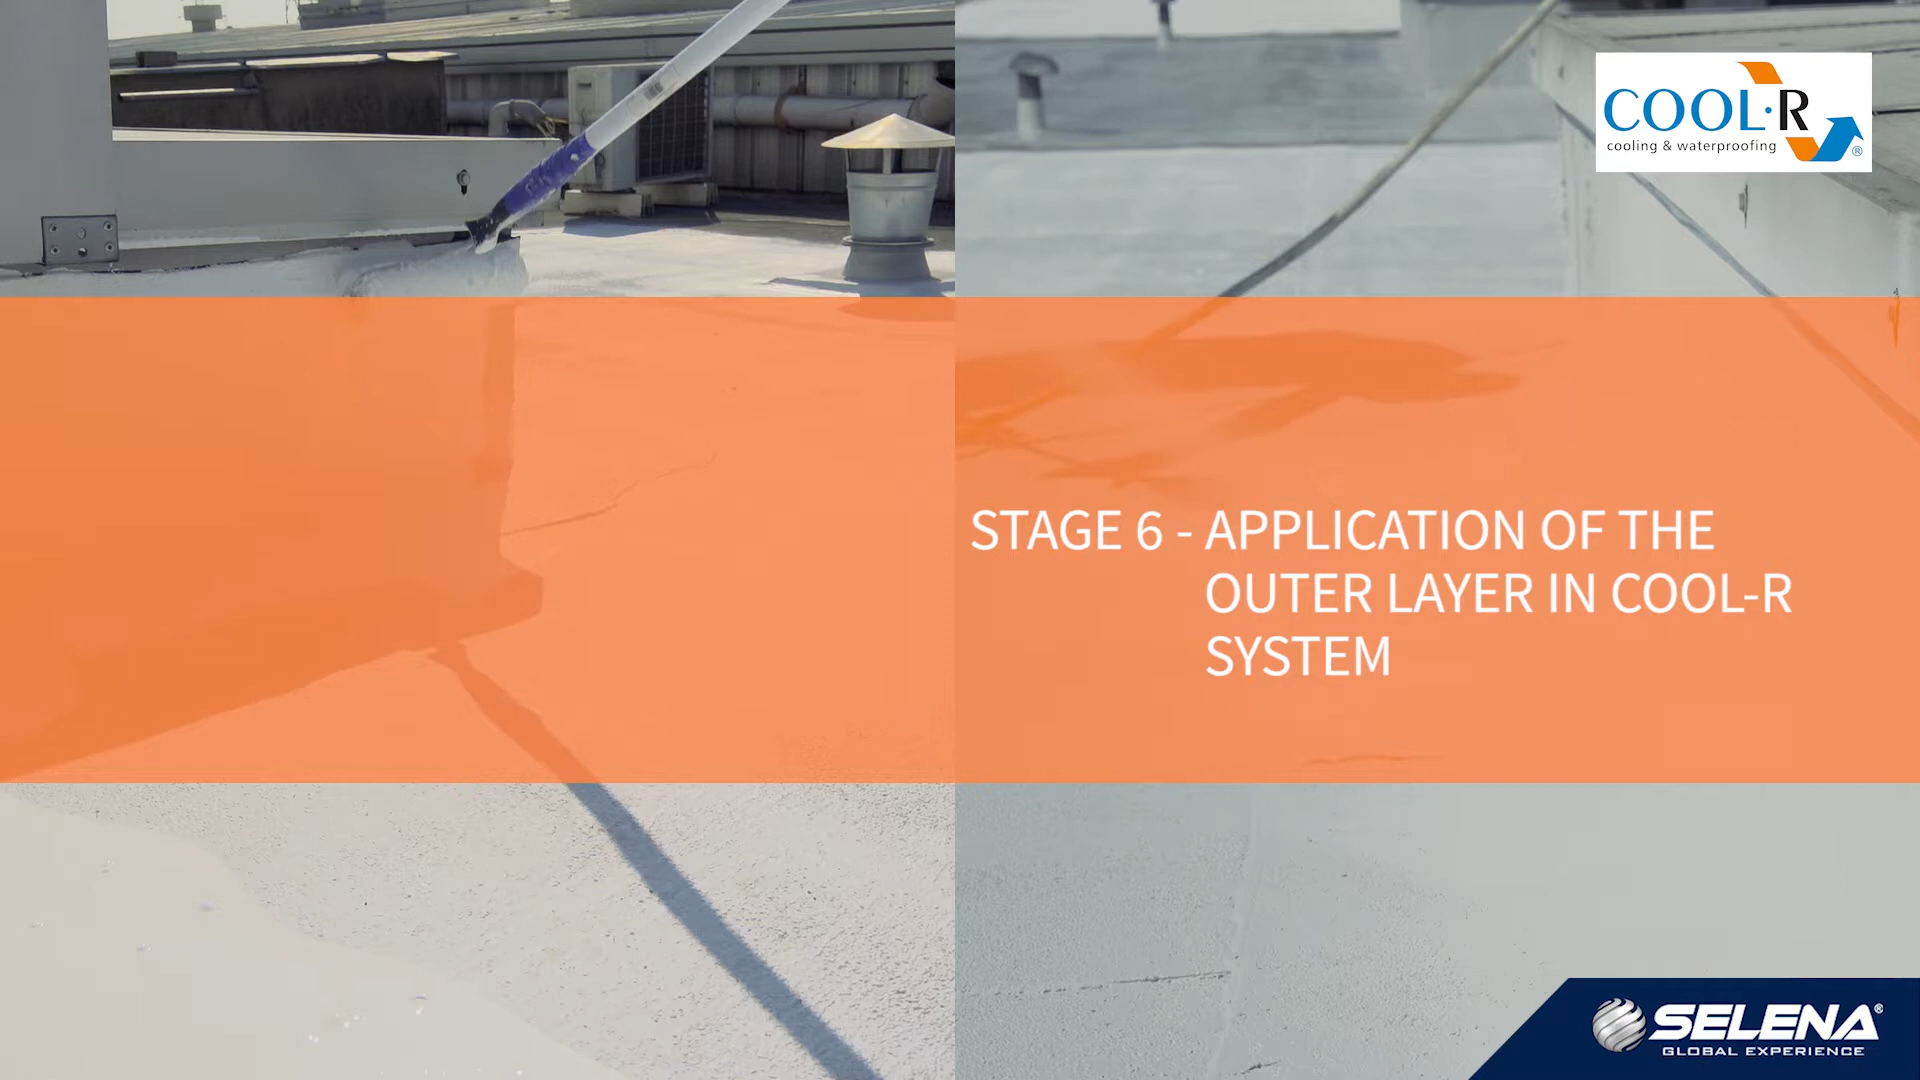 COOL·R
cooling & waterproofing
®
STAGE 6 - APPLICATION OF THE
OUTER LAYER IN COOL-R
SYSTEM
SELENA®
GLOBAL EXPERIENCE